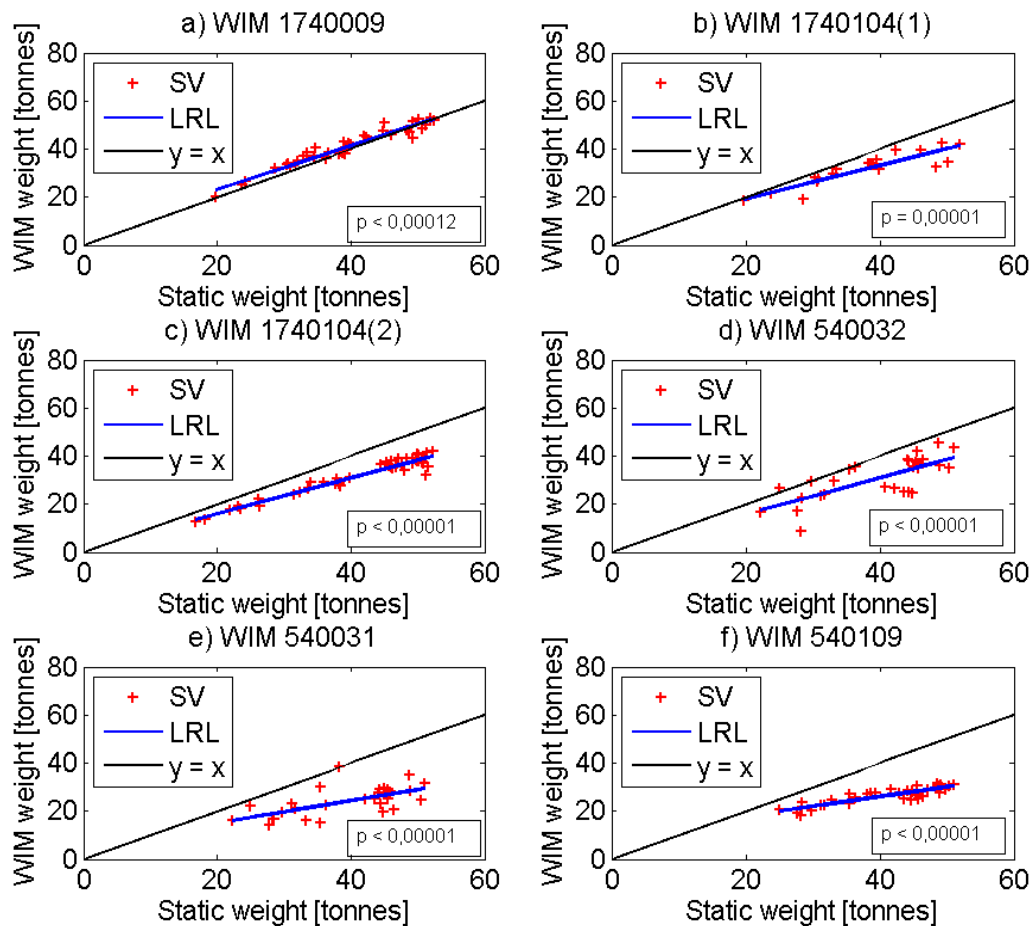 a) WIM 1740009
WIM weight [tonnes]
80
60
40
20
0
SV
LRL
y = x
p < 0,00012
0
20
40
60
Static weight [tonnes]
b) WIM 1740104(1)
WIM weight [tonnes]
80
60
40
20
0
SV
LRL
y = x
p = 0,00001
0
20
40
60
Static weight [tonnes]
c) WIM 1740104(2)
WIM weight [tonnes]
80
60
40
20
0
SV
LRL
y = x
p < 0,00001
0
20
40
60
Static weight [tonnes]
d) WIM 540032
WIM weight [tonnes]
80
60
40
20
0
SV
LRL
y = x
p < 0,00001
0
20
40
60
Static weight [tonnes]
e) WIM 540031
WIM weight [tonnes]
80
60
40
20
0
SV
LRL
y = x
p < 0,00001
0
20
40
60
Static weight [tonnes]
f) WIM 540109
WIM weight [tonnes]
80
60
40
20
0
SV
LRL
y = x
p < 0,00001
0
20
40
60
Static weight [tonnes]